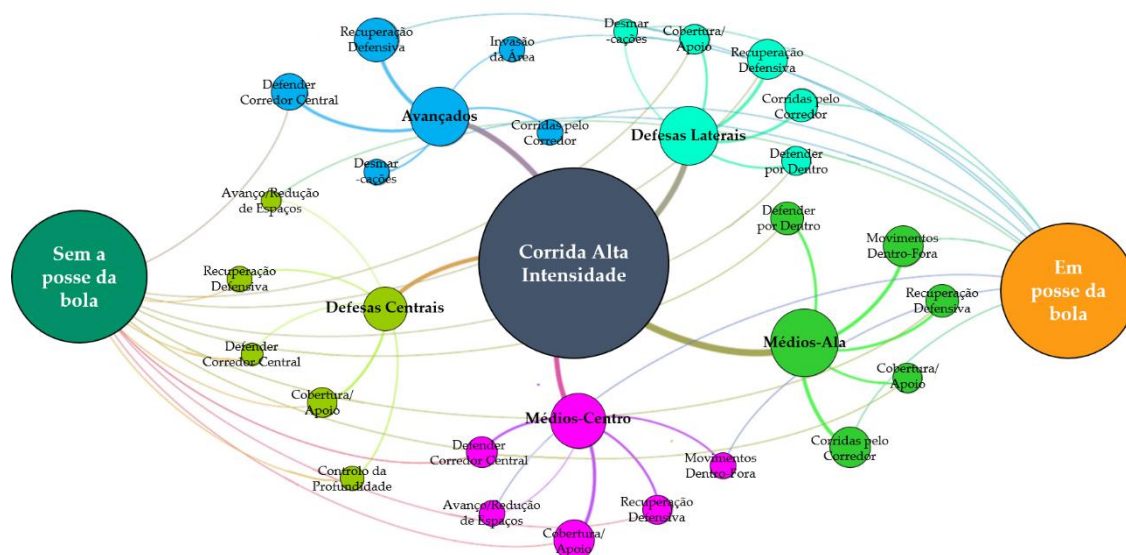 Recuperação
Defensiva
Invasão
da Área
Defender
Corredor Central
Avançados
Corridas pelo
Corredor
Desmar
-cações
Desmar
-cações
Cobertura/
Apoio
Recuperação
Defensiva
Corridas pelo
Corredor
Defesas Laterais
Defender
por Dentro
Avanço/Redução
de Espaços
Recuperação
Defensiva
Defesas Centrais
Defender
Corredor Central
Cobertura/
Apoio
Controlo da
Profundidade
Sem a
posse da
bola
Corrida Alta
Intensidade
Em
posse da
bola
Defender
por Dentro
Movimentos
Dentro-Fora
Recuperação
Defensiva
Médios-Ala
Cobertura/
Apoio
Corridas pelo
Corredor
Médios-Centro
Defender
Corredor Central
Movimentos
Dentro-Fora
Avanço/Redução
de Espaços
Recuperação
Defensiva
Cobertura/
Apoio